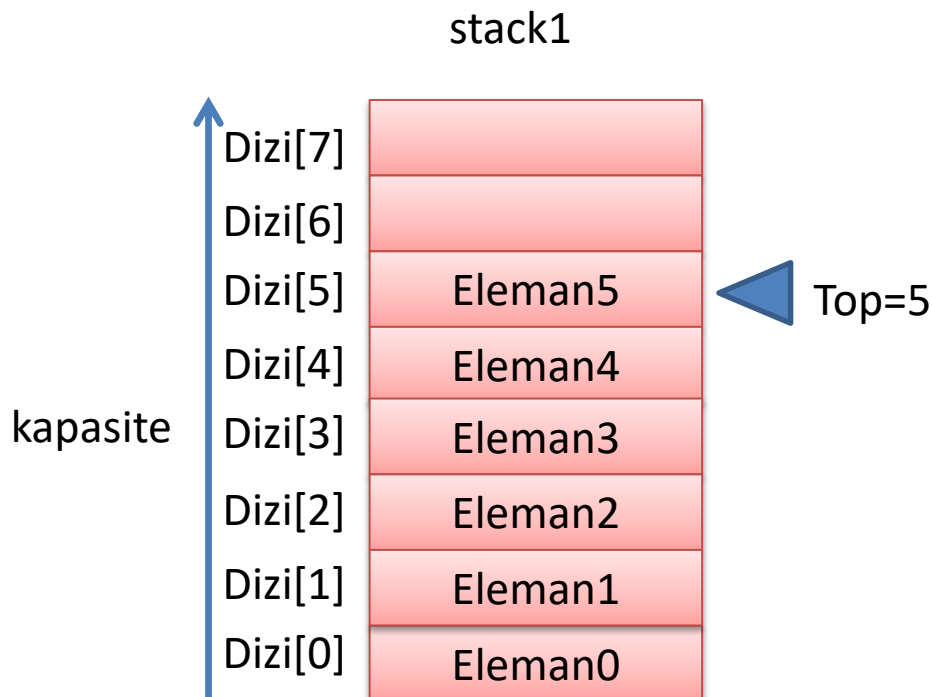 stack1
Dizi[7]
Dizi[6]
Dizi[5] Eleman5 Top=5
Dizi[4] Eleman4
kapasite Dizi[3] Eleman3
Dizi[2] Eleman2
Dizi[1] Eleman1
Dizi[0] Eleman0